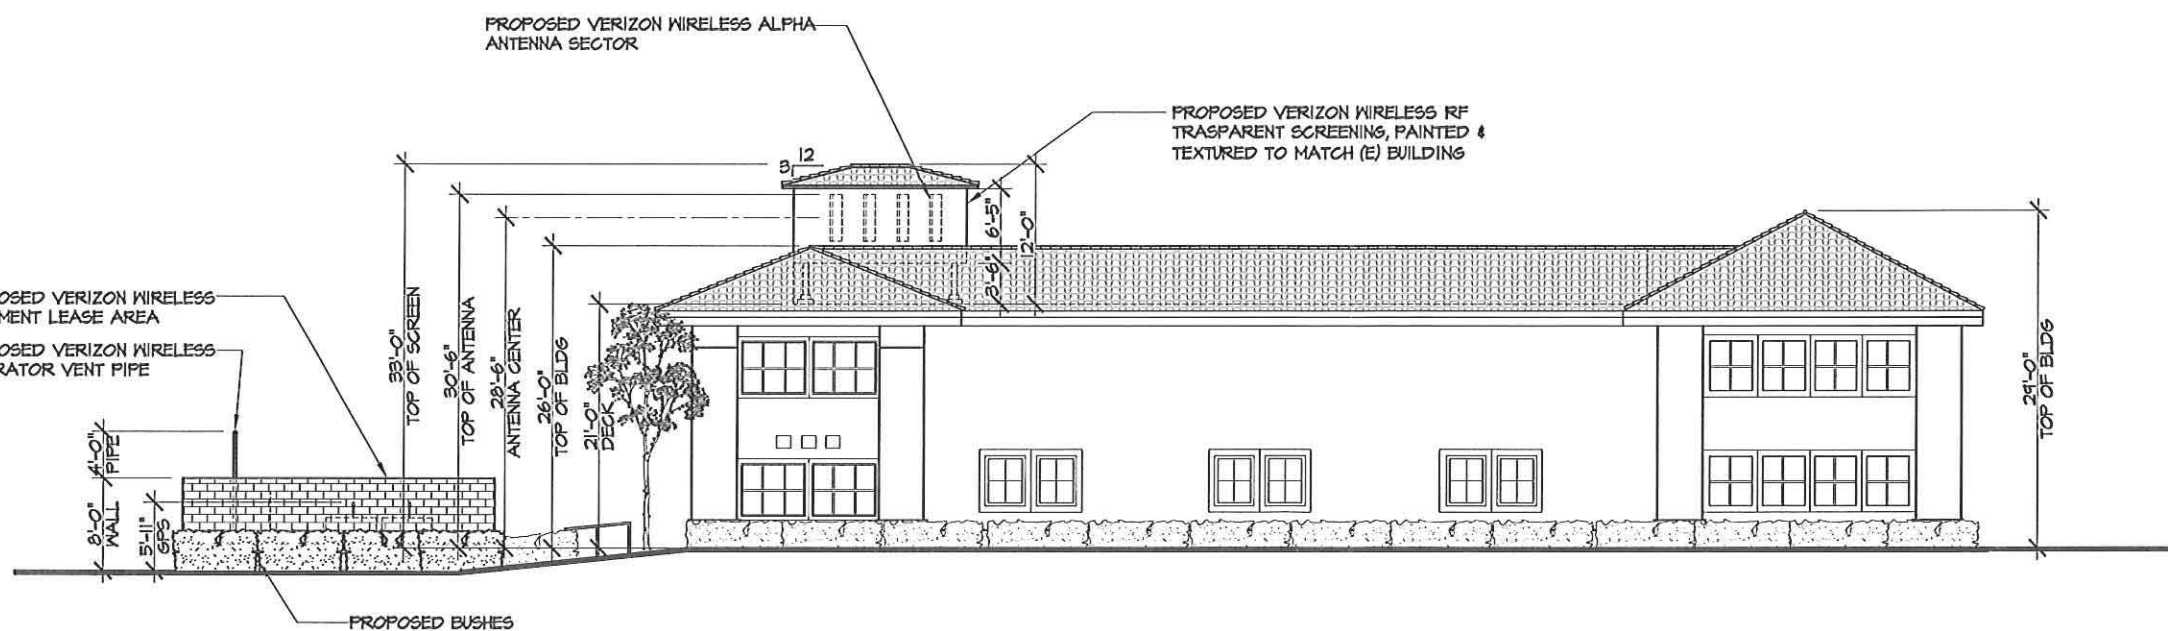 PROPOSED VERIZON WIRELESS ALPHA
ANTENNA SECTOR
PROPOSED VERIZON WIRELESS RF
TRASPARENT SCREENING, PAINTED &
TEXTURED TO MATCH (E) BUILDING
12
3
6'-5"
12'-0"
3'-6"
OSED VERIZON WIRELESS
MENT LEASE AREA
OSED VERIZON WIRELESS
RATOR VENT PIPE
33'-0"
TOP OF SCREEN
30'-6"
TOP OF ANTENNA
28'-6"
ANTENNA CENTER
26'-0"
TOP OF BLDG
21'-0"
DECK
29'-0"
TOP OF BLDG
4'-0"
PIPE
8'-0"
WALL
5'-11"
GPS
PROPOSED BUSHES